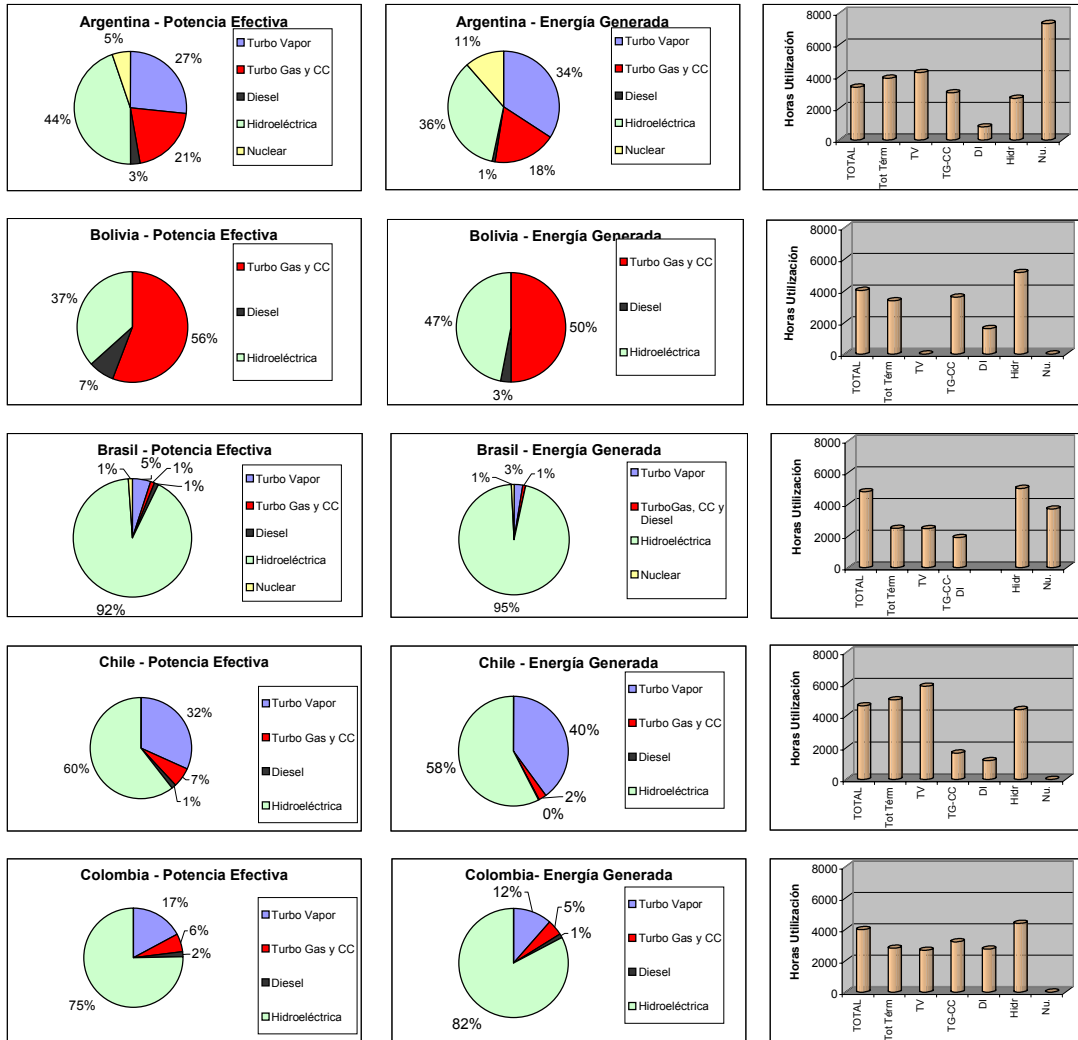 Argentina - Potencia Efectiva
5%
27%
44%
21%
3%
Turbo Vapor
Turbo Gas y CC
Diesel
Hidroeléctrica
Nuclear
Argentina - Energía Generada
11%
34%
36%
18%
1%
Turbo Vapor
Turbo Gas y CC
Diesel
Hidroeléctrica
Nuclear
Horas Utilización
8000
6000
4000
2000
0
TOTAL
Tot Térm
TV
TG-CC
DI
Hidr
Nu.
Bolivia - Potencia Efectiva
37%
56%
7%
Turbo Gas y CC
Diesel
Hidroeléctrica
Bolivia - Energía Generada
47%
50%
3%
Turbo Gas y CC
Diesel
Hidroeléctrica
Horas Utilización
8000
6000
4000
2000
0
TOTAL
Tot Térm
TV
TG-CC
DI
Hidr
Nu.
Brasil - Potencia Efectiva
1%
5%
1%
1%
92%
Turbo Vapor
Turbo Gas y CC
Diesel
Hidroeléctrica
Nuclear
Brasil - Energía Generada
1%
3%
1%
95%
Turbo Vapor
TurboGas, CC y
Diesel
Hidroeléctrica
Nuclear
Horas Utilización
8000
6000
4000
2000
0
TOTAL
Tot Térm
TV
TG-CC-
DI
Hidr
Nu.
Chile - Potencia Efectiva
32%
60%
7%
1%
Turbo Vapor
Turbo Gas y CC
Diesel
Hidroeléctrica
Chile - Energía Generada
40%
58%
2%
0%
Turbo Vapor
Turbo Gas y CC
Diesel
Hidroeléctrica
Horas Utilización
8000
6000
4000
2000
0
TOTAL
Tot Térm
TV
TG-CC
DI
Hidr
Nu.
Colombia - Potencia Efectiva
17%
6%
2%
75%
Turbo Vapor
Turbo Gas y CC
Diesel
Hidroeléctrica
Colombia- Energía Generada
12%
5%
1%
82%
Turbo Vapor
Turbo Gas y CC
Diesel
Hidroeléctrica
Horas Utilización
8000
6000
4000
2000
0
TOTAL
Tot Térm
TV
TG-CC
DI
Hidr
Nu.